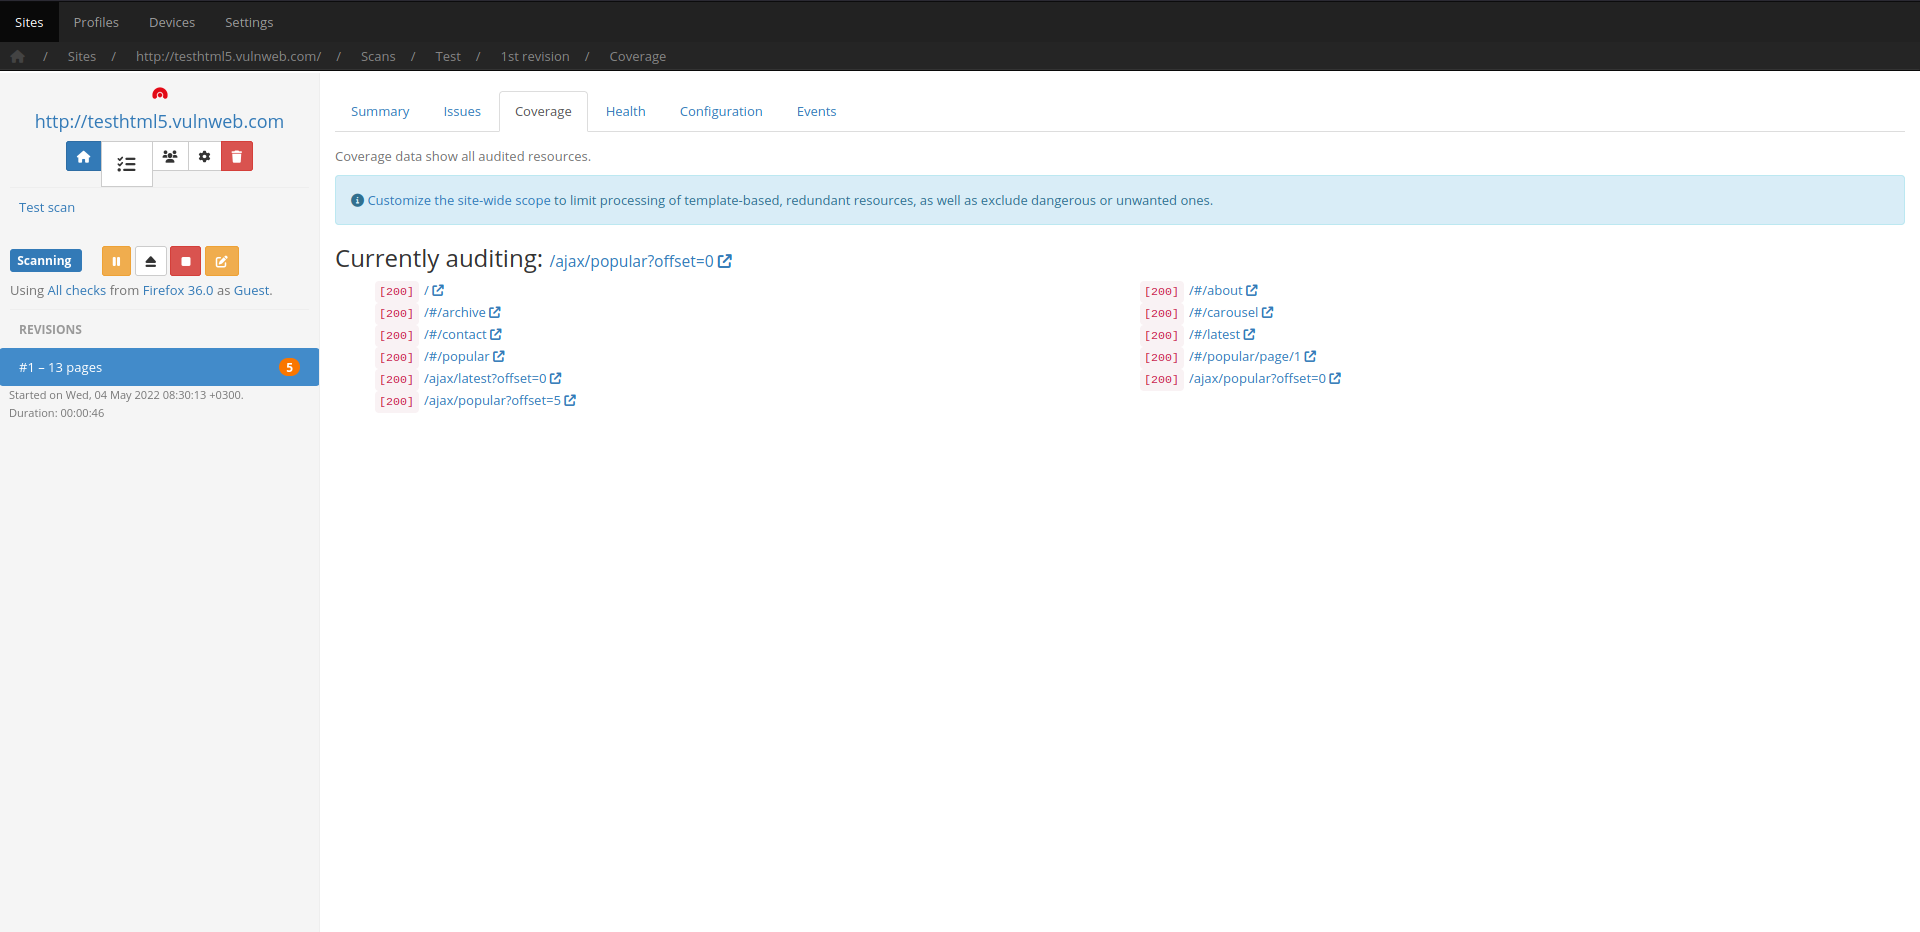 Sites Profiles Devices Settings
/ Sites / http://testhtml5.vulnweb.com/ / Scans / Test / 1st revision / Coverage
http://testhtml5.vulnweb.com
Test scan
Scanning
Using All checks from Firefox 36.0 as Guest.
REVISIONS
#1 – 13 pages 5
Started on Wed, 04 May 2022 08:30:13 +0300.
Duration: 00:00:46
Summary Issues Coverage Health Configuration Events
Coverage data show all audited resources.
Customize the site-wide scope to limit processing of template-based, redundant resources, as well as exclude dangerous or unwanted ones.
Currently auditing: /ajax/popular?offset=0
[200] /
[200] /#/archive
[200] /#/contact
[200] /#/popular
[200] /ajax/latest?offset=0
[200] /ajax/popular?offset=5
[200] /#/about
[200] /#/carousel
[200] /#/latest
[200] /#/popular/page/1
[200] /ajax/popular?offset=0